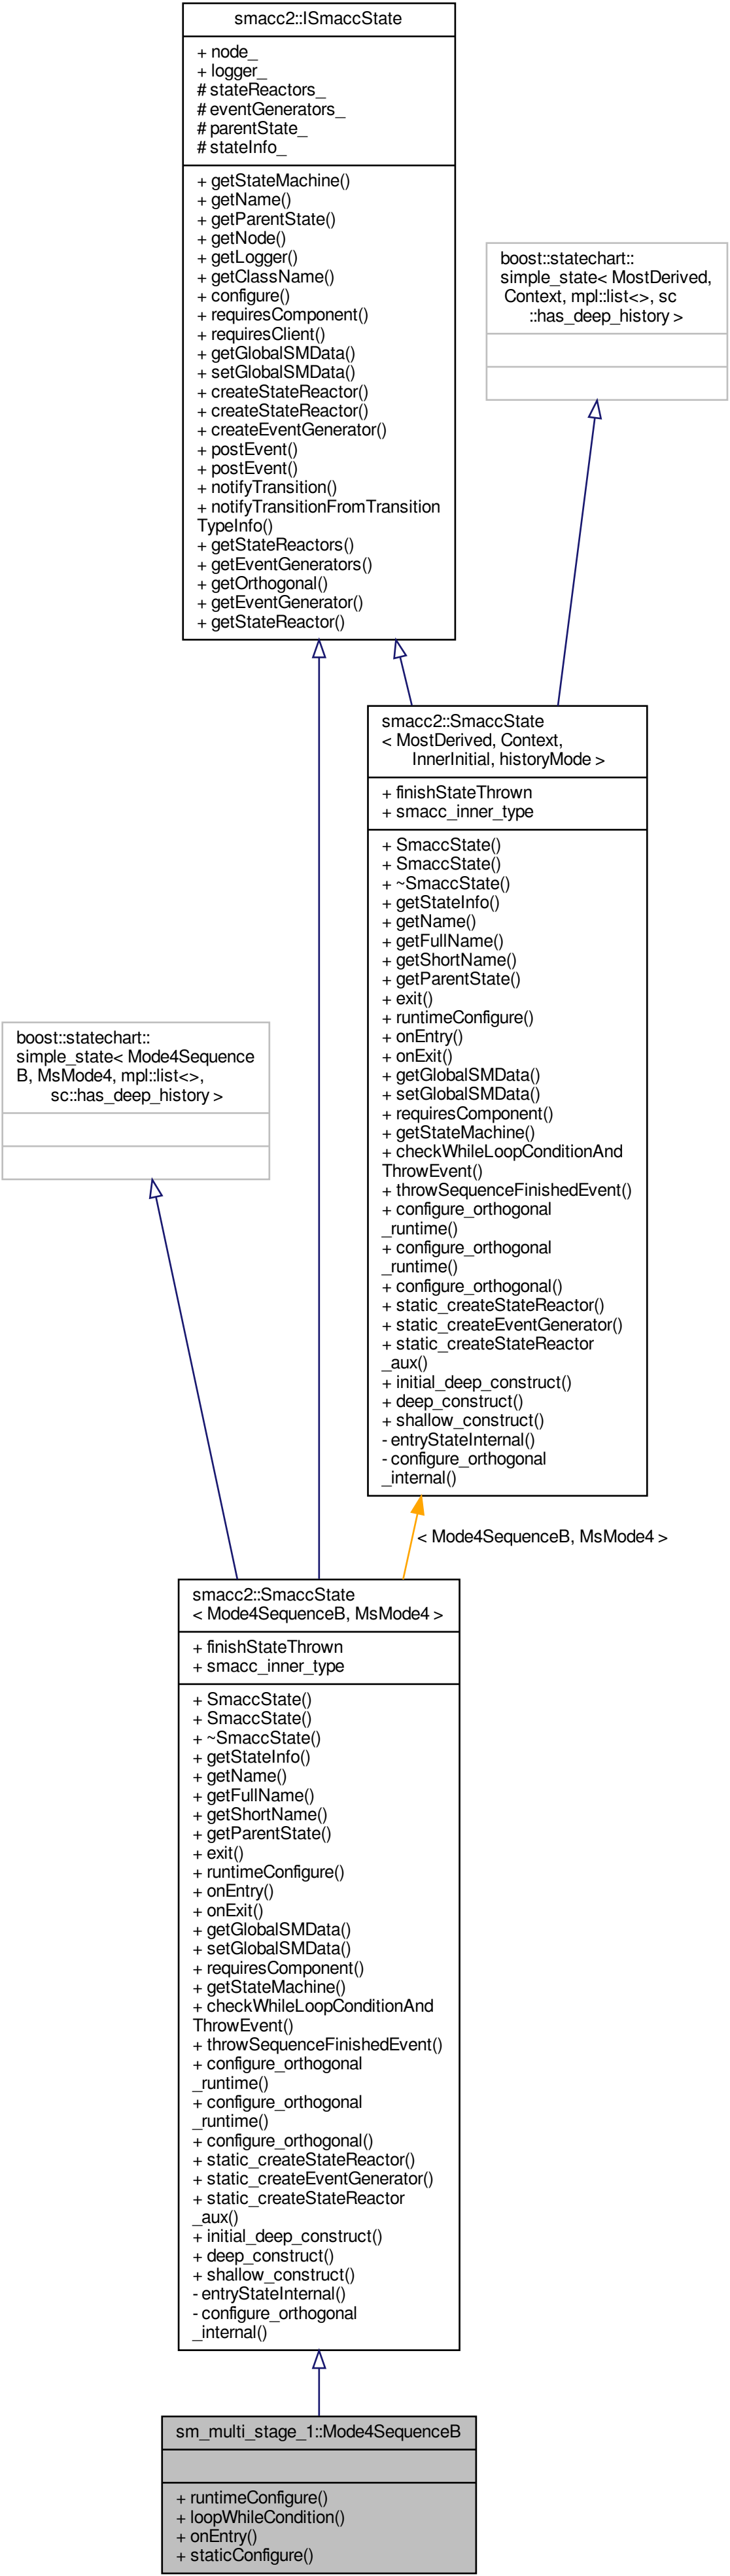 smacc2::ISmaccState
+ node_
+ logger_
# stateReactors_
# eventGenerators_
# parentState_
# stateInfo_
+ getStateMachine()
+ getName()
+ getParentState()
+ getNode()
+ getLogger()
+ getClassName()
+ configure()
+ requiresComponent()
+ requiresClient()
+ getGlobalSMData()
+ setGlobalSMData()
+ createStateReactor()
+ createStateReactor()
+ createEventGenerator()
+ postEvent()
+ postEvent()
+ notifyTransition()
+ notifyTransitionFromTransition
TypeInfo()
+ getStateReactors()
+ getEventGenerators()
+ getOrthogonal()
+ getEventGenerator()
+ getStateReactor()
boost::statechart::
simple_state< MostDerived,
Context, mpl::list<>, sc
::has_deep_history >
smacc2::SmaccState
< MostDerived, Context,
InnerInitial, historyMode >
+ finishStateThrown
+ smacc_inner_type
+ SmaccState()
+ SmaccState()
+ ~SmaccState()
+ getStateInfo()
+ getName()
+ getFullName()
+ getShortName()
+ getParentState()
+ exit()
+ runtimeConfigure()
+ onEntry()
+ onExit()
+ getGlobalSMData()
+ setGlobalSMData()
+ requiresComponent()
+ getStateMachine()
+ checkWhileLoopConditionAnd
ThrowEvent()
+ throwSequenceFinishedEvent()
+ configure_orthogonal
_runtime()
+ configure_orthogonal
_runtime()
+ configure_orthogonal()
+ static_createStateReactor()
+ static_createEventGenerator()
+ static_createStateReactor
_aux()
+ initial_deep_construct()
+ deep_construct()
+ shallow_construct()
- entryStateInternal()
- configure_orthogonal
_internal()
boost::statechart::
simple_state< Mode4Sequence
B, MsMode4, mpl::list<>,
sc::has_deep_history >
< Mode4SequenceB, MsMode4 >
smacc2::SmaccState
< Mode4SequenceB, MsMode4 >
+ finishStateThrown
+ smacc_inner_type
+ SmaccState()
+ SmaccState()
+ ~SmaccState()
+ getStateInfo()
+ getName()
+ getFullName()
+ getShortName()
+ getParentState()
+ exit()
+ runtimeConfigure()
+ onEntry()
+ onExit()
+ getGlobalSMData()
+ setGlobalSMData()
+ requiresComponent()
+ getStateMachine()
+ checkWhileLoopConditionAnd
ThrowEvent()
+ throwSequenceFinishedEvent()
+ configure_orthogonal
_runtime()
+ configure_orthogonal
_runtime()
+ configure_orthogonal()
+ static_createStateReactor()
+ static_createEventGenerator()
+ static_createStateReactor
_aux()
+ initial_deep_construct()
+ deep_construct()
+ shallow_construct()
- entryStateInternal()
- configure_orthogonal
_internal()
sm_multi_stage_1::Mode4SequenceB
+ runtimeConfigure()
+ loopWhileCondition()
+ onEntry()
+ staticConfigure()